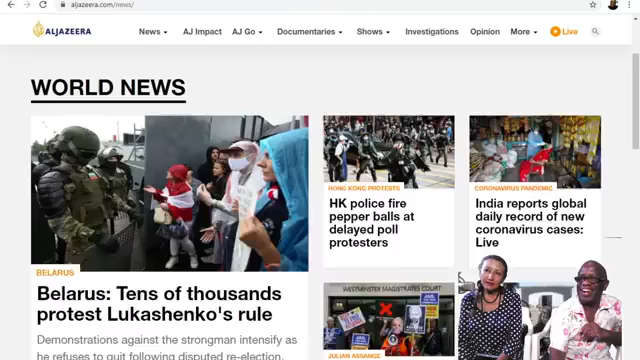 aljazeera.com/news/
ALJAZEERA
News AJ Impact AJ Go Documentaries Shows Investigations Opinion More Live
WORLD NEWS
BELARUS
Belarus: Tens of thousands
protest Lukashenko's rule
Demonstrations against the strongman intensify as
he refuses to quit following disputed re-election.
HONG KONG PROTESTS
HK police fire
pepper balls at
delayed poll
protesters
CORONAVIRUS PANDEMIC
India reports global
daily record of new
coronavirus cases:
Live
WESTMINSTER MAGISTRATES COURT
JULIAN ASSANGE